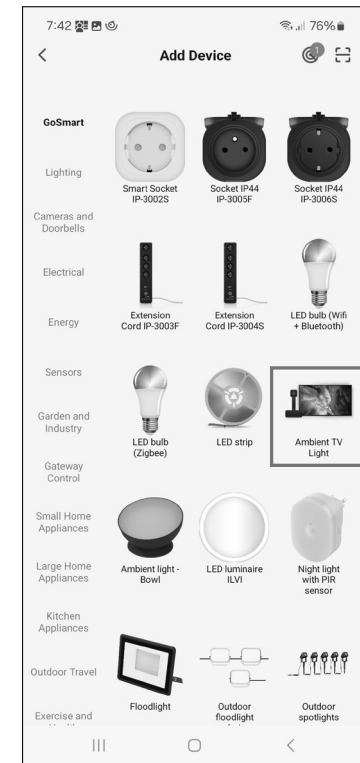 7:42
76%
Add Device
1
GoSmart
Lighting
Cameras and
Doorbells
Electrical
Energy
Sensors
Garden and
Industry
Gateway
Control
Small Home
Appliances
Large Home
Appliances
Kitchen
Appliances
Outdoor Travel
Exercise and
Smart Socket
IP-3002S
Socket IP44
IP-3005F
Socket IP44
IP-3006S
Extension
Cord IP-3003F
Extension
Cord IP-3004S
LED bulb (Wifi
+ Bluetooth)
LED bulb
(Zigbee)
LED strip
Ambient TV
Light
Ambient light -
Bowl
LED luminaire
ILVI
Night light
with PIR
sensor
Floodlight
Outdoor
floodlight
Outdoor
spotlights